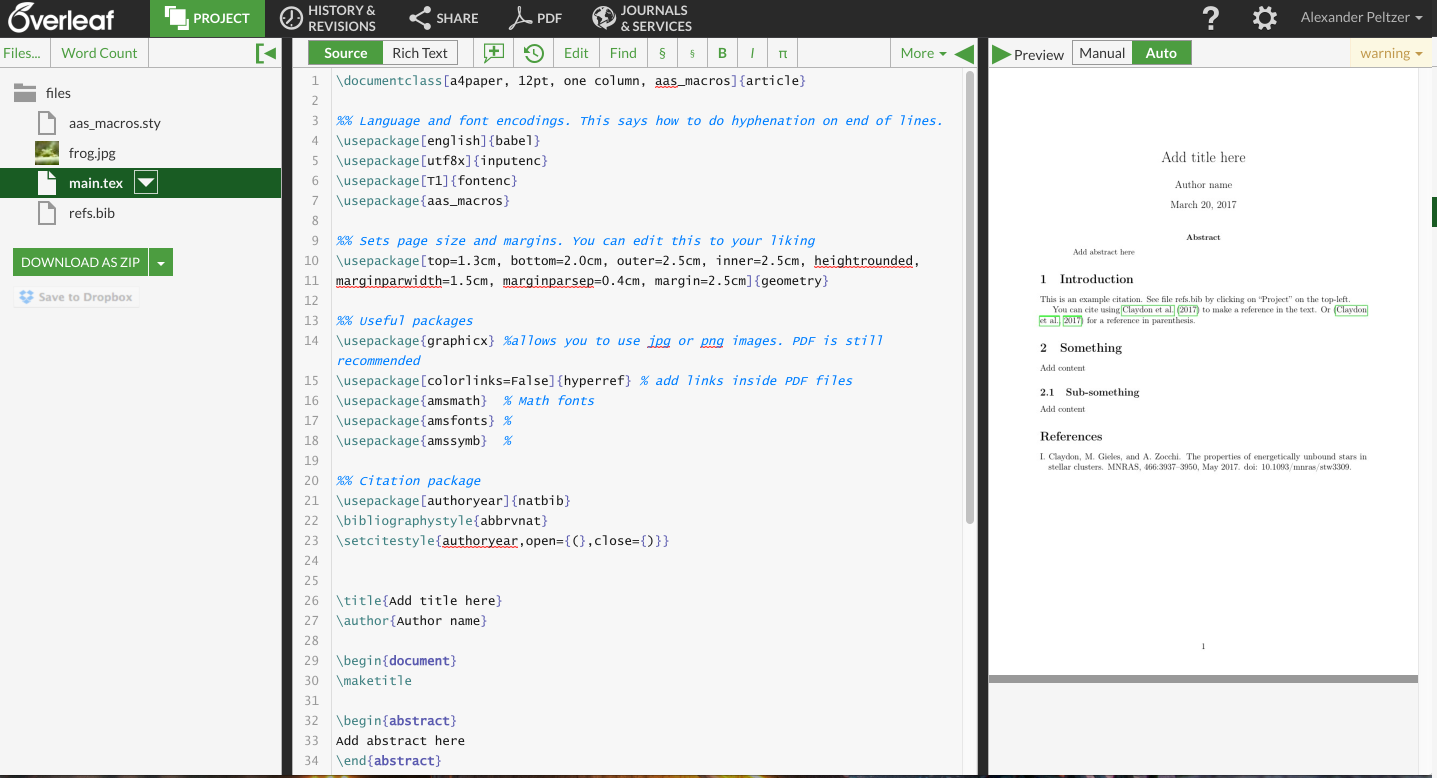 Overleaf
PROJECT
HISTORY &
REVISIONS
SHARE
PDF
JOURNALS
& SERVICES
?
Alexander Peltzer
Files...
Word Count
files
aas_macros.sty
frog.jpg
main.tex
refs.bib
DOWNLOAD AS ZIP
Save to Dropbox
Source
Rich Text
Edit
Find
§
§
B
I
π
More
1 \documentclass[a4paper, 12pt, one column, aas_macros]{article}
2
3 %% Language and font encodings. This says how to do hyphenation on end of lines.
4 \usepackage[english]{babel}
5 \usepackage[utf8x]{inputenc}
6 \usepackage[T1]{fontenc}
7 \usepackage{aas_macros}
8
9 %% Sets page size and margins. You can edit this to your liking
10 \usepackage[top=1.3cm, bottom=2.0cm, outer=2.5cm, inner=2.5cm, heightrounded,
11 marginparwidth=1.5cm, marginparsep=0.4cm, margin=2.5cm]{geometry}
12
13 %% Useful packages
14 \usepackage{graphicx} %allows you to use jpg or png images. PDF is still
recommended
15 \usepackage[colorlinks=False]{hyperref} % add links inside PDF files
16 \usepackage{amsmath}  % Math fonts
17 \usepackage{amsfonts} %
18 \usepackage{amssymb}  %
19
20 %% Citation package
21 \usepackage[authoryear]{natbib}
22 \bibliographystyle{abbrvnat}
23 \setcitestyle{authoryear,open={(},close={)}}
24
25
26 \title{Add title here}
27 \author{Author name}
28
29 \begin{document}
30 \maketitle
31
32 \begin{abstract}
33 Add abstract here
34 \end{abstract}
Preview
Manual
Auto
warning
Add title here
Author name
March 20, 2017
Abstract
Add abstract here
1 Introduction
This is an example citation. See file refs.bib by clicking on “Project” on the top-left.
You can cite using Claydon et al. (2017) to make a reference in the text. Or (Claydon
et al., 2017) for a reference in parenthesis.
2 Something
Add content
2.1 Sub-something
Add content
References
I. Claydon, M. Gieles, and A. Zocchi. The properties of energetically unbound stars in
stellar clusters. MNRAS, 466:3937–3950, May 2017. doi: 10.1093/mnras/stw3309.
1